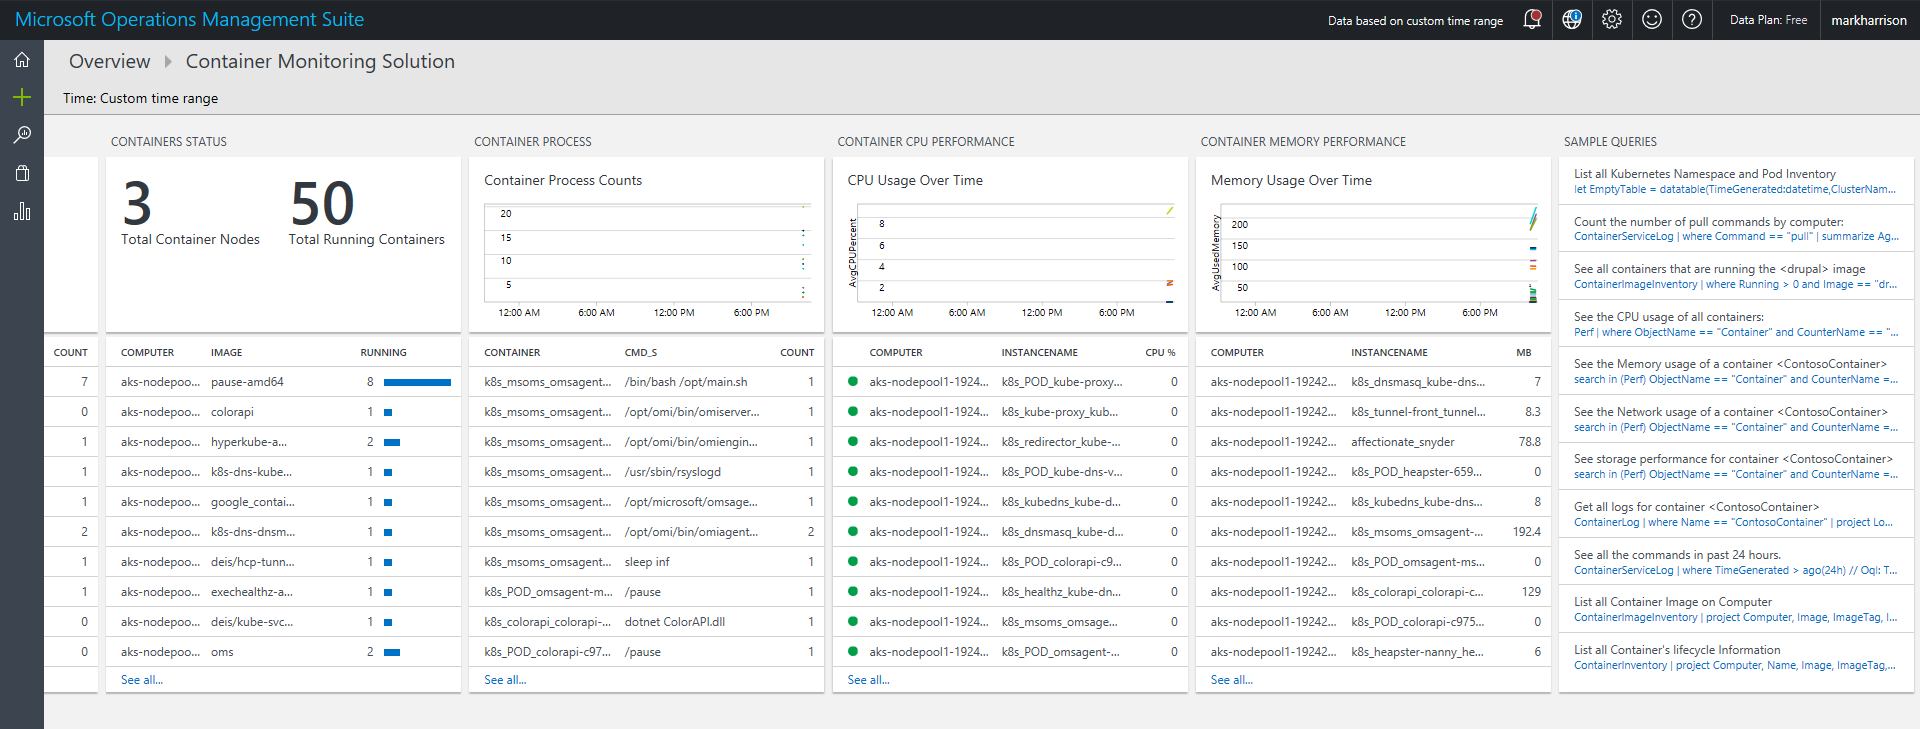 Microsoft Operations Management Suite
Data based on custom time range
Data Plan: Free
markharrison
Overview
Container Monitoring Solution
Time: Custom time range
COUNT
7
0
1
1
1
2
1
1
0
0
CONTAINERS STATUS
3 50
Total Container Nodes Total Running Containers
COMPUTER IMAGE RUNNING
aks-nodepoo... pause-amd64 8
aks-nodepoo... colorapi 1
aks-nodepoo... hyperkube-a... 2
aks-nodepoo... k8s-dns-kube... 1
aks-nodepoo... google_contai... 1
aks-nodepoo... k8s-dns-dnsm... 1
aks-nodepoo... deis/hcp-tunn... 1
aks-nodepoo... exechealthz-a... 1
aks-nodepoo... deis/kube-svc... 1
aks-nodepoo... oms 2
See all...
CONTAINER PROCESS
Container Process Counts
20
15
10
5
12:00 AM 6:00 AM 12:00 PM 6:00 PM
CONTAINER CMD_S COUNT
k8s_msoms_omsagent... /bin/bash /opt/main.sh 1
k8s_msoms_omsagent... /opt/omi/bin/omiserver... 1
k8s_msoms_omsagent... /opt/omi/bin/omiengin... 1
k8s_msoms_omsagent... /usr/sbin/rsyslogd 1
k8s_msoms_omsagent... /opt/microsoft/omsage... 1
k8s_msoms_omsagent... /opt/omi/bin/omiagent... 2
k8s_msoms_omsagent... sleep inf 1
k8s_POD_omsagent-m... /pause 1
k8s_colorapi_colorapi-... dotnet ColorAPI.dll 1
k8s_POD_colorapi-c97... /pause 1
See all...
CONTAINER CPU PERFORMANCE
CPU Usage Over Time
AvgCPUPercent
8
6
4
2
12:00 AM 6:00 AM 12:00 PM 6:00 PM
COMPUTER INSTANCENAME CPU %
aks-nodepool1-1924... k8s_POD_kube-proxy... 0
aks-nodepool1-1924... k8s_kube-proxy_kub... 0
aks-nodepool1-1924... k8s_redirector_kube-... 0
aks-nodepool1-1924... k8s_POD_kube-dns-v... 0
aks-nodepool1-1924... k8s_kubedns_kube-d... 0
aks-nodepool1-1924... k8s_dnsmasq_kube-d... 0
aks-nodepool1-1924... k8s_POD_colorapi-c9... 0
aks-nodepool1-1924... k8s_healthz_kube-dn... 0
aks-nodepool1-1924... k8s_msoms_omsage... 0
aks-nodepool1-1924... k8s_POD_omsagent-... 0
See all...
CONTAINER MEMORY PERFORMANCE
Memory Usage Over Time
AvgUsedMemory
200
150
100
50
12:00 AM 6:00 AM 12:00 PM 6:00 PM
COMPUTER INSTANCENAME MB
aks-nodepool1-19242... k8s_dnsmasq_kube-dns... 7
aks-nodepool1-19242... k8s_tunnel-front_tunnel... 8.3
aks-nodepool1-19242... affectionate_snyder 78.8
aks-nodepool1-19242... k8s_POD_heapster-659... 0
aks-nodepool1-19242... k8s_kubedns_kube-dns... 8
aks-nodepool1-19242... k8s_msoms_omsagent-... 192.4
aks-nodepool1-19242... k8s_POD_omsagent-ms... 0
aks-nodepool1-19242... k8s_colorapi_colorapi-c... 129
aks-nodepool1-19242... k8s_POD_colorapi-c975... 0
aks-nodepool1-19242... k8s_heapster-nanny_he... 6
See all...
SAMPLE QUERIES
List all Kubernetes Namespace and Pod Inventory
let EmptyTable = datatable(TimeGenerated:datetime,ClusterNam...
Count the number of pull commands by computer:
ContainerServiceLog | where Command == "pull" | summarize Ag...
See all containers that are running the <drupal> image
ContainerImageInventory | where Running > 0 and Image == "dr...
See the CPU usage of all containers:
Perf | where ObjectName == "Container" and CounterName == "...
See the Memory usage of a container <ContosoContainer>
search in (Perf) ObjectName == "Container" and CounterName =...
See the Network usage of a container <ContosoContainer>
search in (Perf) ObjectName == "Container" and CounterName =...
See storage performance for container <ContosoContainer>
search in (Perf) ObjectName == "Container" and CounterName =...
Get all logs for container <ContosoContainer>
ContainerLog | where Name == "ContosoContainer" | project Lo...
See all the commands in past 24 hours.
ContainerServiceLog | where TimeGenerated > ago(24h) // Oql: T...
List all Container Image on Computer
ContainerImageInventory | project Computer, Image, ImageTag, I...
List all Container's lifecycle Information
ContainerInventory | project Computer, Name, Image, ImageTag,...